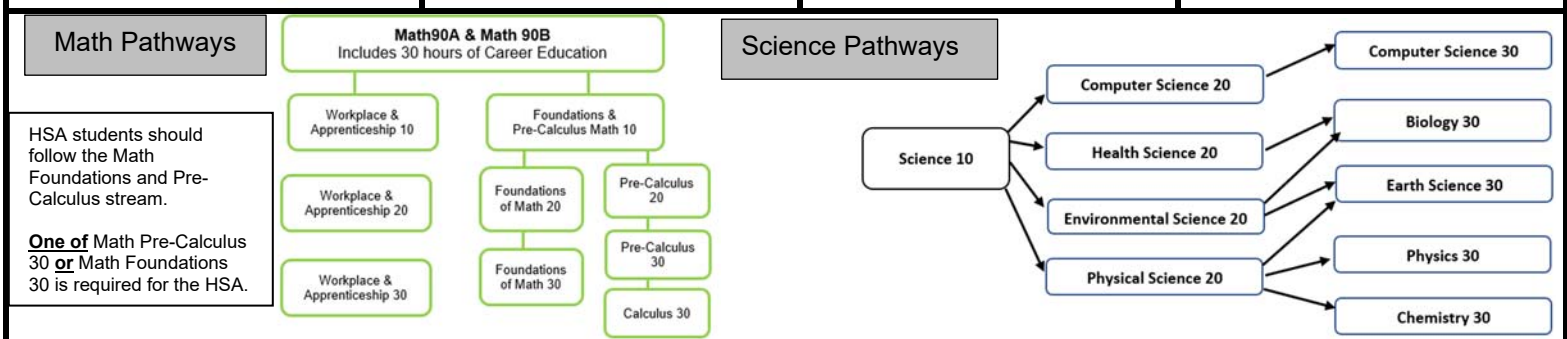 Math Pathways
HSA students should
follow the Math
Foundations and Pre-
Calculus stream.
One of Math Pre-Calculus
30 or Math Foundations
30 is required for the HSA.
Math90A & Math 90B
Includes 30 hours of Career Education
Workplace &
Apprenticeship 10
Foundations &
Pre-Calculus Math 10
Workplace &
Apprenticeship 20
Foundations
of Math 20
Pre-Calculus
20
Workplace &
Apprenticeship 30
Foundations
of Math 30
Pre-Calculus
30
Calculus 30
Science Pathways
Science 10
Computer Science 20
Health Science 20
Environmental Science 20
Physical Science 20
Computer Science 30
Biology 30
Earth Science 30
Physics 30
Chemistry 30